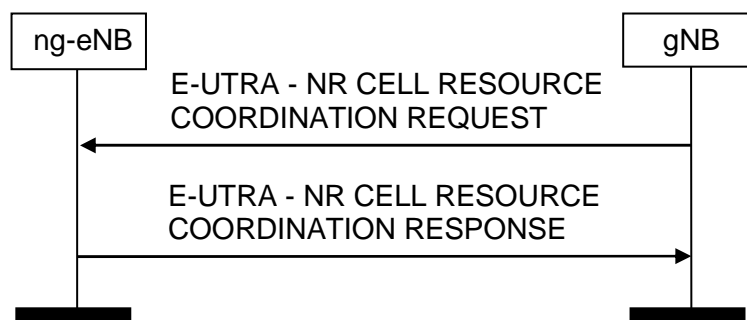 ng-eNB
gNB
E-UTRA - NR CELL RESOURCE
COORDINATION REQUEST
E-UTRA - NR CELL RESOURCE
COORDINATION RESPONSE